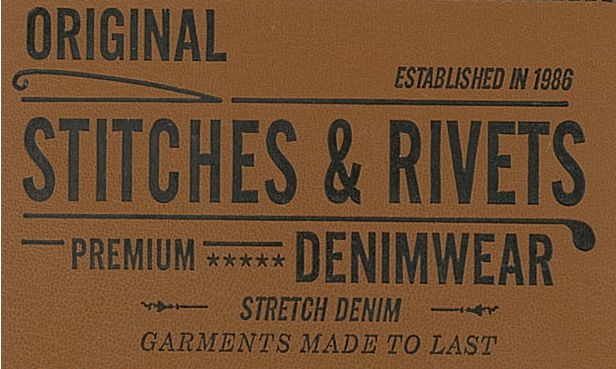 ORIGINAL
ESTABLISHED IN 1986
STITCHES & RIVETS
PREMIUM ***** DENIMWEAR
STRETCH DENIM
GARMENTS MADE TO LAST